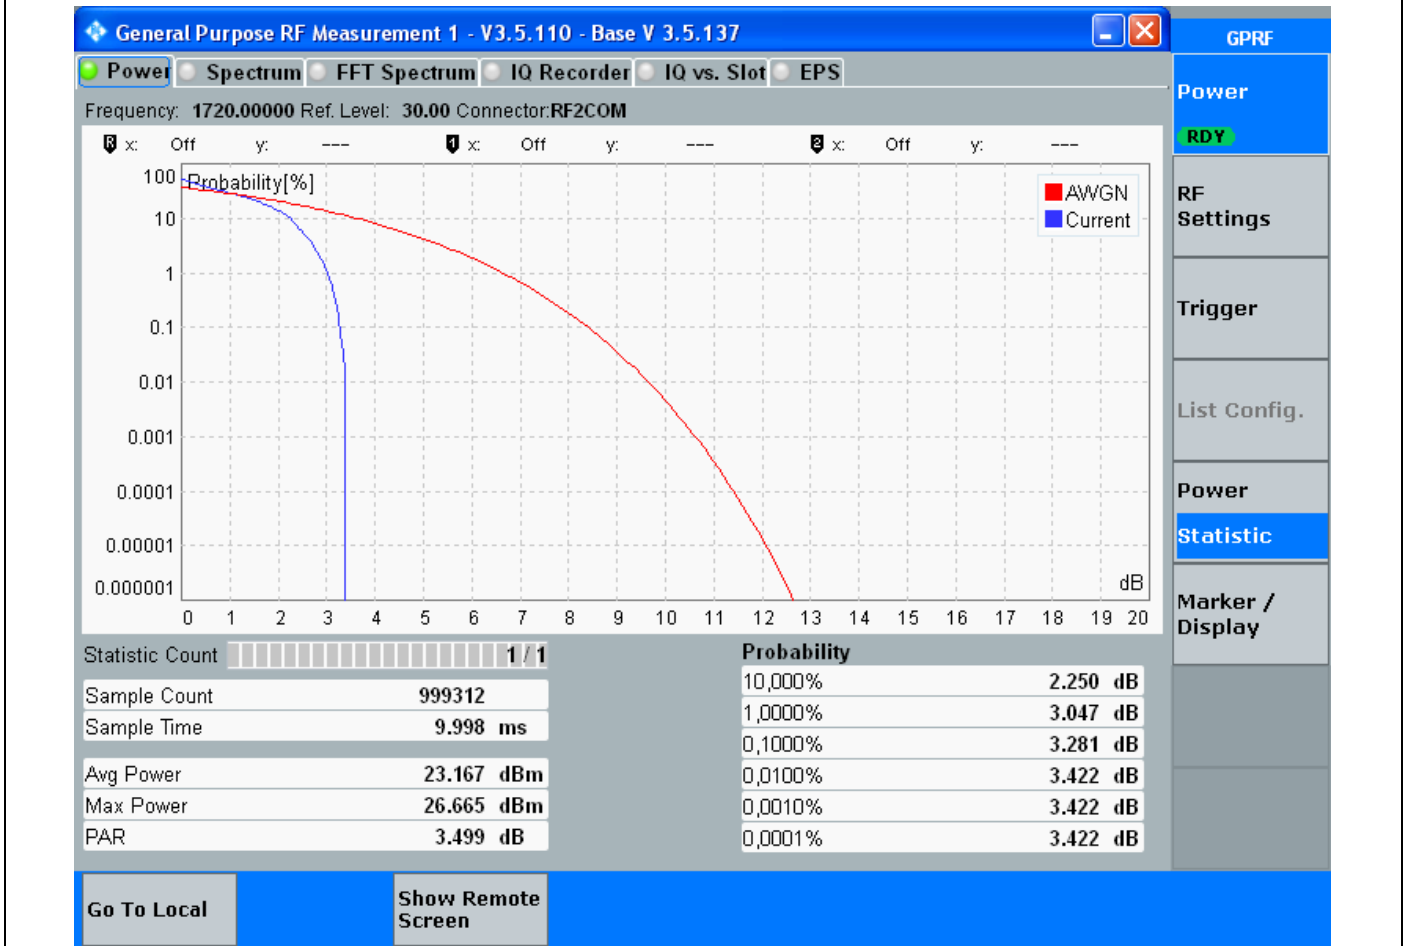 General Purpose RF Measurement 1 - V3.5.110 - Base V 3.5.137
GPRF
Power Spectrum FFT Spectrum IQ Recorder IQ vs. Slot EPS
Frequency: 1720.00000 Ref. Level: 30.00 Connector:RF2COM
R x: Off y: --- 1 x: Off y: --- 2 x: Off y: ---
Probability[%]
AWGN
Current
100
10
1
0.1
0.01
0.001
0.0001
0.00001
0.000001
dB
0 1 2 3 4 5 6 7 8 9 10 11 12 13 14 15 16 17 18 19 20
Statistic Count 1 / 1
Sample Count 999312
Sample Time 9.998 ms
Avg Power 23.167 dBm
Max Power 26.665 dBm
PAR 3.499 dB
Probability
10,000% 2.250 dB
1,0000% 3.047 dB
0,1000% 3.281 dB
0,0100% 3.422 dB
0,0010% 3.422 dB
0,0001% 3.422 dB
Power
RDY
RF
Settings
Trigger
List Config.
Power
Statistic
Marker /
Display
Go To Local
Show Remote
Screen